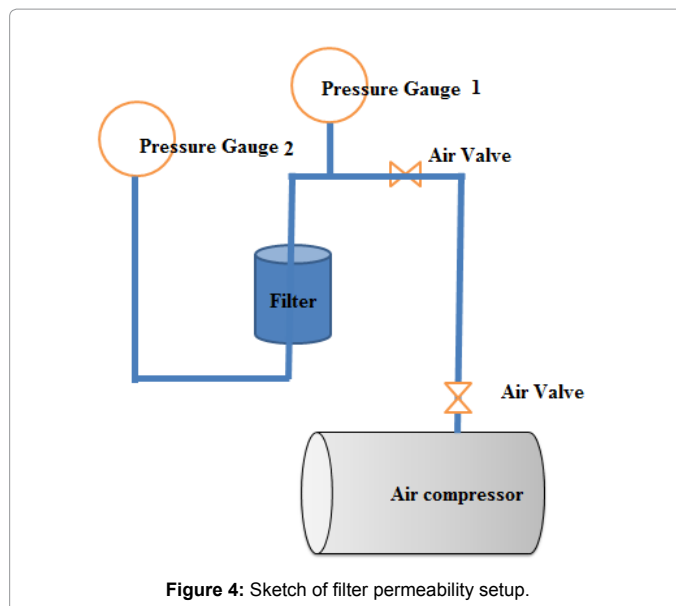 Pressure Gauge 1
Pressure Gauge 2
Air Valve
Filter
Air Valve
Air compressor
Figure 4: Sketch of filter permeability setup.